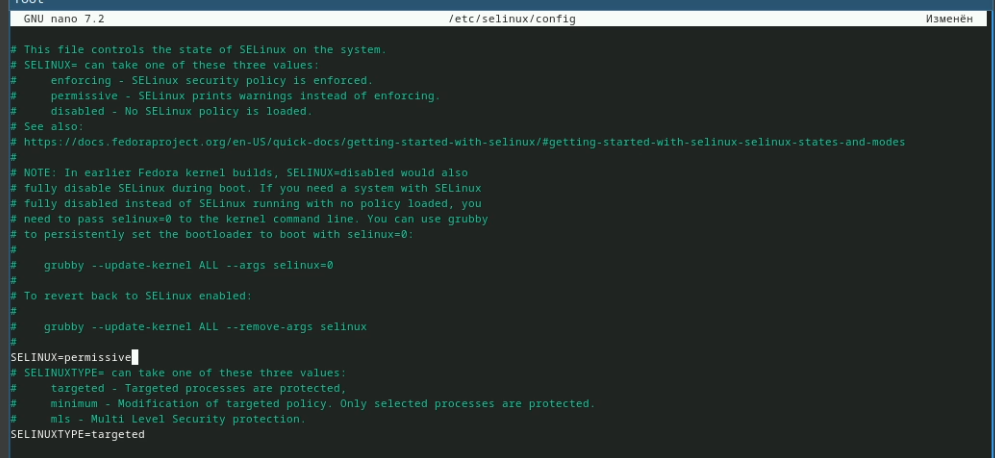 root
GNU nano 7.2 /etc/selinux/config Изменён
# This file controls the state of SELinux on the system.
# SELINUX= can take one of these three values:
#     enforcing - SELinux security policy is enforced.
#     permissive - SELinux prints warnings instead of enforcing.
#     disabled - No SELinux policy is loaded.
# See also:
# https://docs.fedoraproject.org/en-US/quick-docs/getting-started-with-selinux/#getting-started-with-selinux-selinux-states-and-modes
#
# NOTE: In earlier Fedora kernel builds, SELINUX=disabled would also
# fully disable SELinux during boot. If you need a system with SELinux
# fully disabled instead of SELinux running with no policy loaded, you
# need to pass selinux=0 to the kernel command line. You can use grubby
# to persistently set the bootloader to boot with selinux=0:
#
#    grubby --update-kernel ALL --args selinux=0
#
# To revert back to SELinux enabled:
#
#    grubby --update-kernel ALL --remove-args selinux
#
SELINUX=permissive
# SELINUXTYPE= can take one of these three values:
#     targeted - Targeted processes are protected,
#     minimum - Modification of targeted policy. Only selected processes are protected.
#     mls - Multi Level Security protection.
SELINUXTYPE=targeted